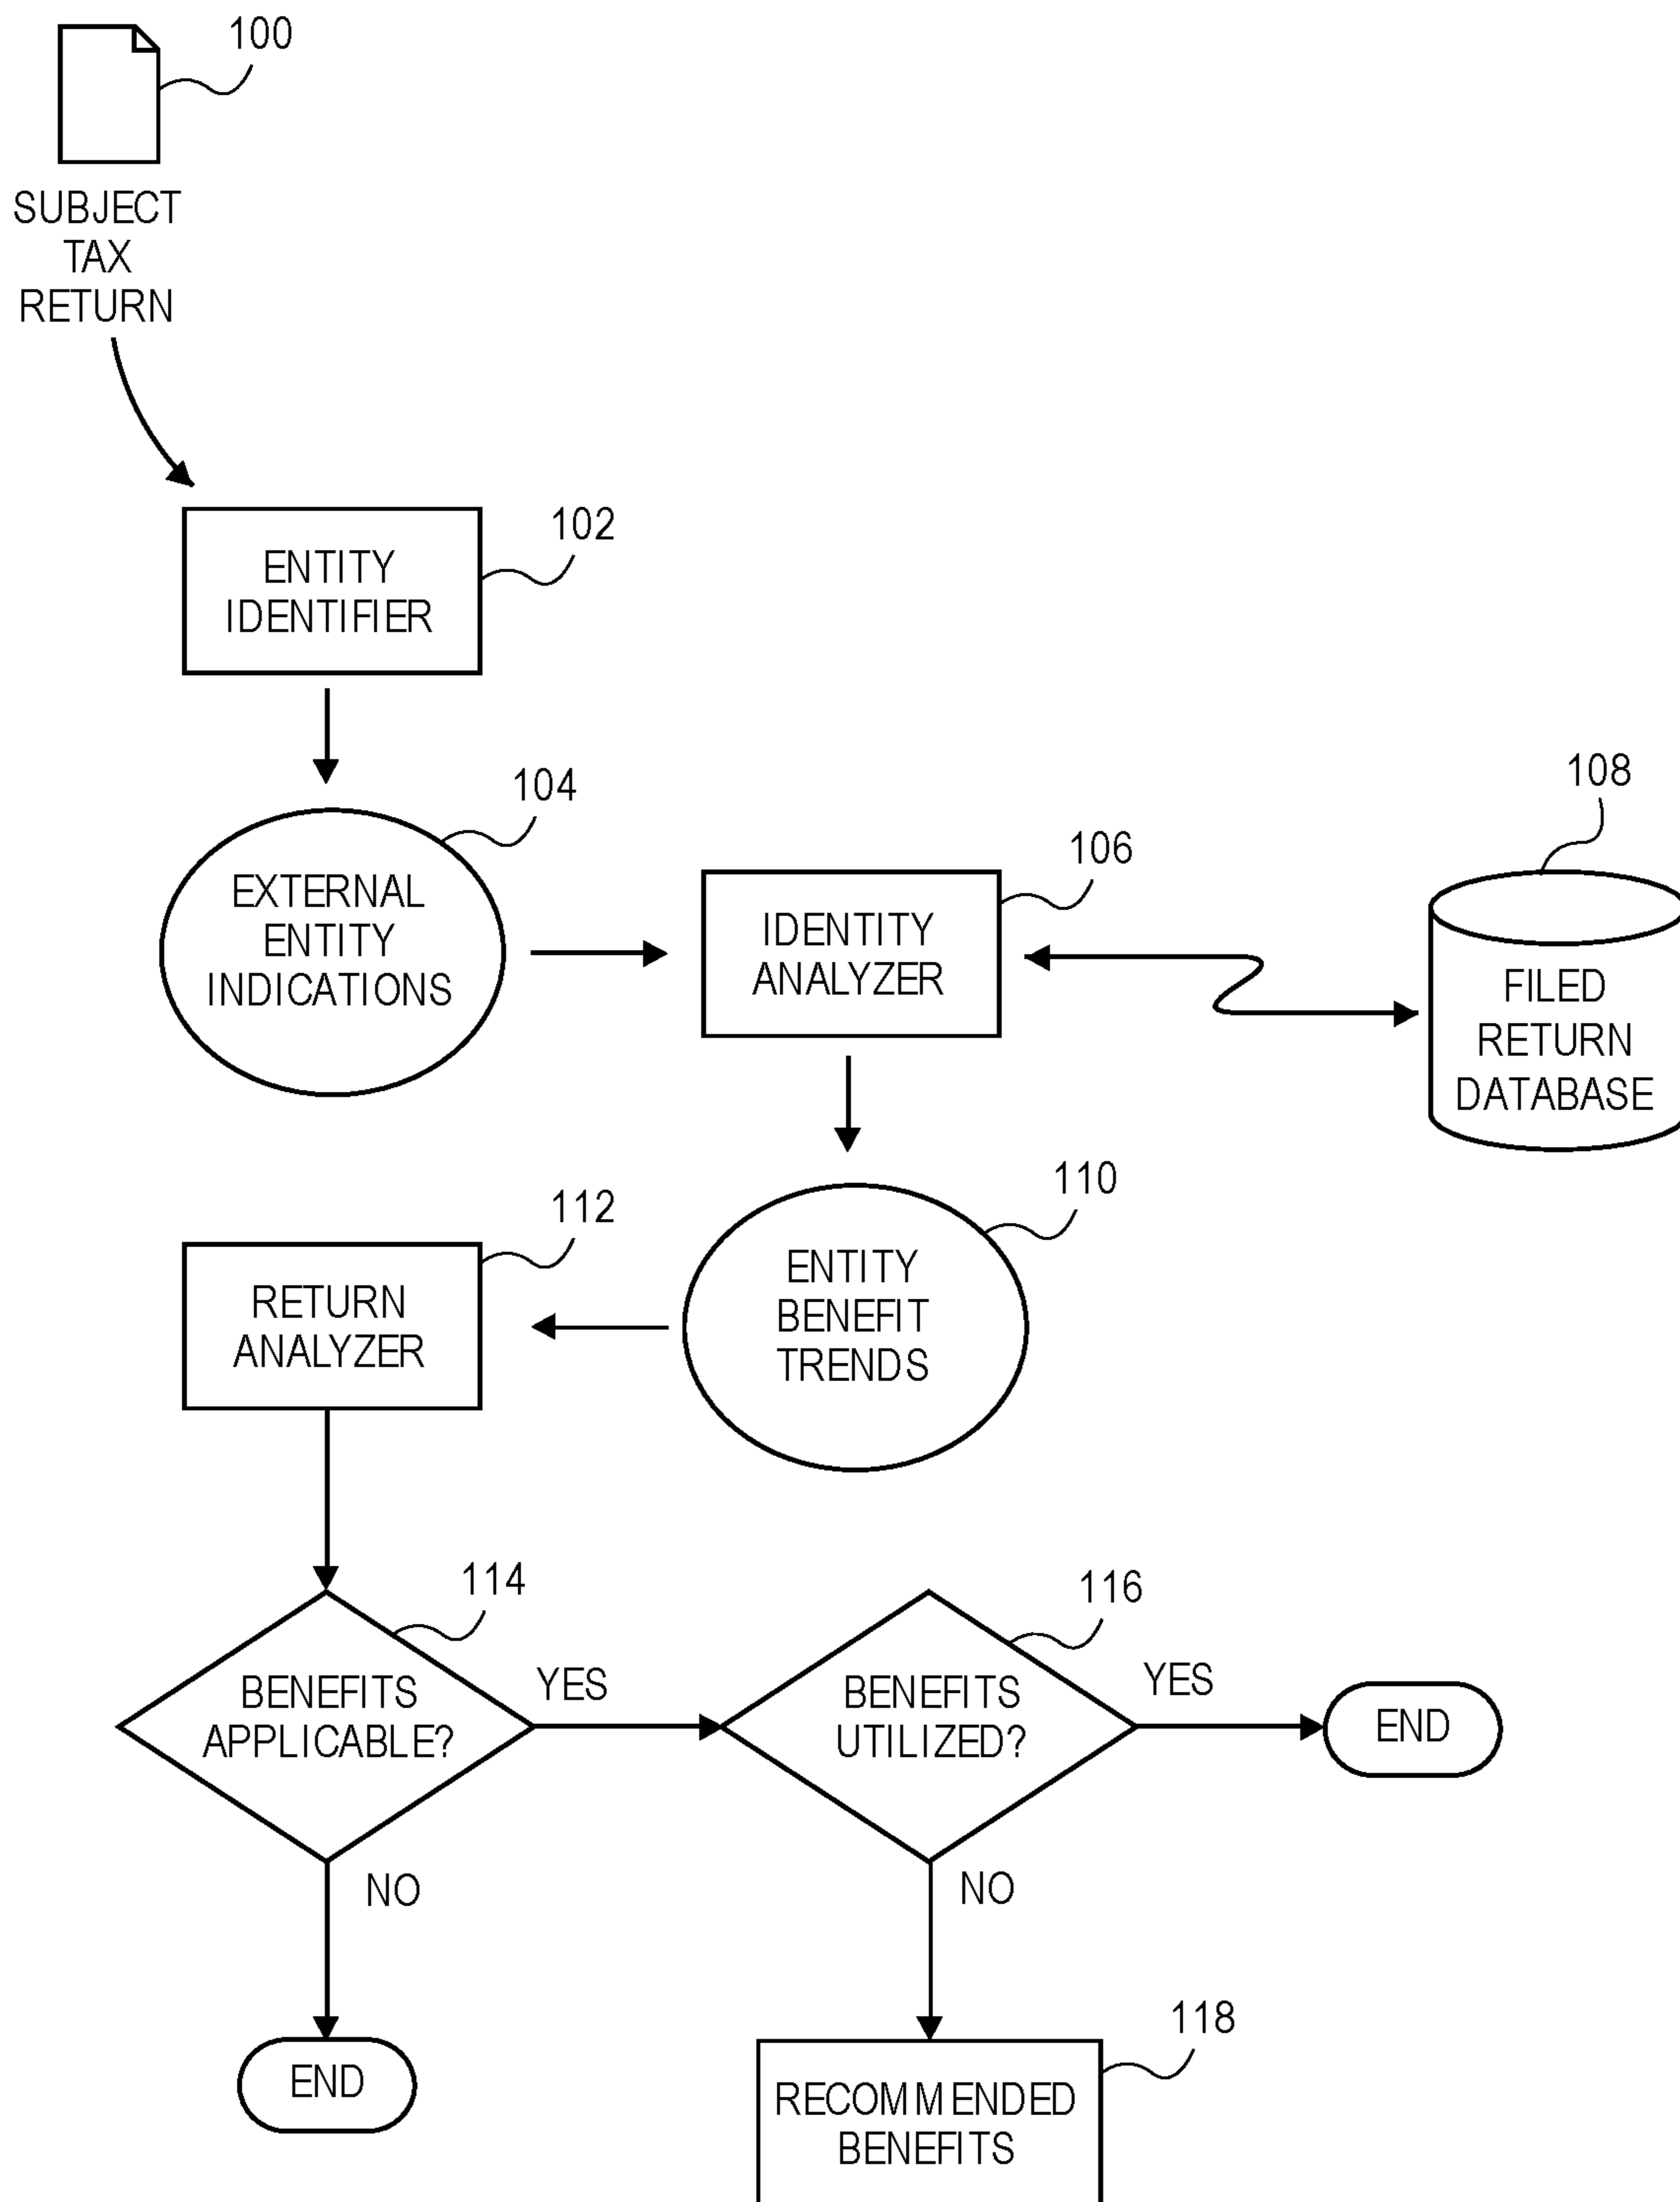 100
SUBJECT
TAX
RETURN
102
ENTITY
IDENTIFIER
104
EXTERNAL
ENTITY
INDICATIONS
106
IDENTITY
ANALYZER
108
FILED
RETURN
DATABASE
110
ENTITY
BENEFIT
TRENDS
112
RETURN
ANALYZER
114
BENEFITS
APPLICABLE?
YES
116
BENEFITS
UTILIZED?
YES
END
NO
END
NO
118
RECOMMENDED
BENEFITS